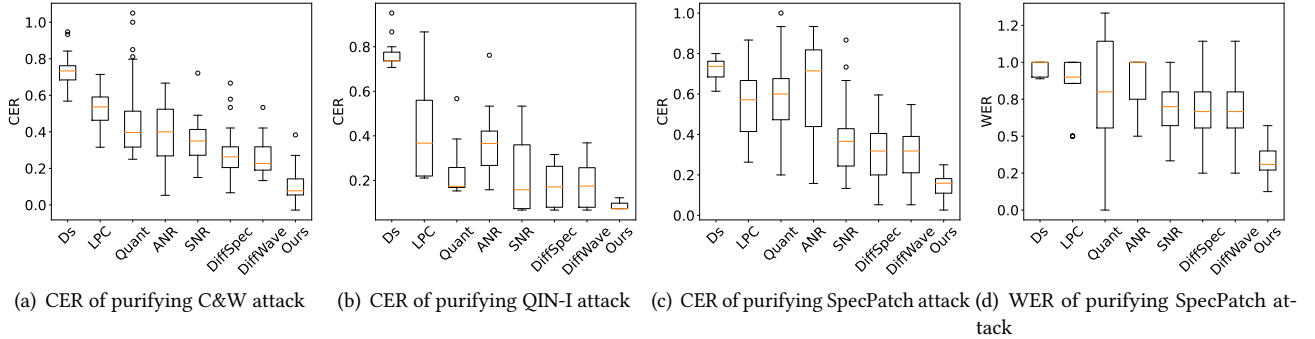 1.0
0.8
0.6
0.4
0.2
0.0
CER
Ds
LPC
Quant
ANR
SNR
DiffSpec
DiffWave
Ours
(a) CER of purifying C&W attack
0.8
0.6
0.4
0.2
CER
Ds
LPC
Quant
ANR
SNR
DiffSpec
DiffWave
Ours
(b) CER of purifying QIN-I attack
1.0
0.8
0.6
0.4
0.2
0.0
CER
Ds
LPC
Quant
ANR
SNR
DiffSpec
DiffWave
Ours
(c) CER of purifying SpecPatch attack
1.2
1.0
0.8
0.5
0.2
0.0
WER
Ds
LPC
Quant
ANR
SNR
DiffSpec
DiffWave
Ours
(d) WER of purifying SpecPatch at-
tack